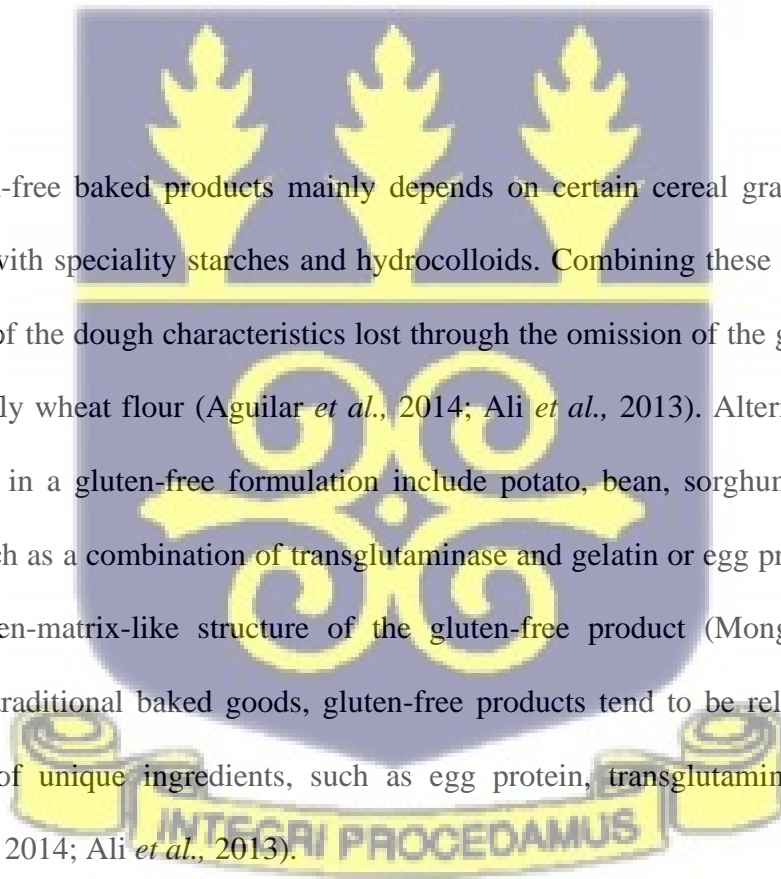 -free baked products mainly depends on certain cereal gra
with speciality starches and hydrocolloids. Combining these
of the dough characteristics lost through the omission of the g
ly wheat flour (Aguilar et al., 2014; Ali et al., 2013). Alter
in a gluten-free formulation include potato, bean, sorghu
ch as a combination of transglutaminase and gelatin or egg pr
en-matrix-like structure of the gluten-free product (Mong
traditional baked goods, gluten-free products tend to be rel
of unique ingredients, such as egg protein, transglutamin
2014; Ali et al., 2013).
INTEGRI PROCEDAMUS